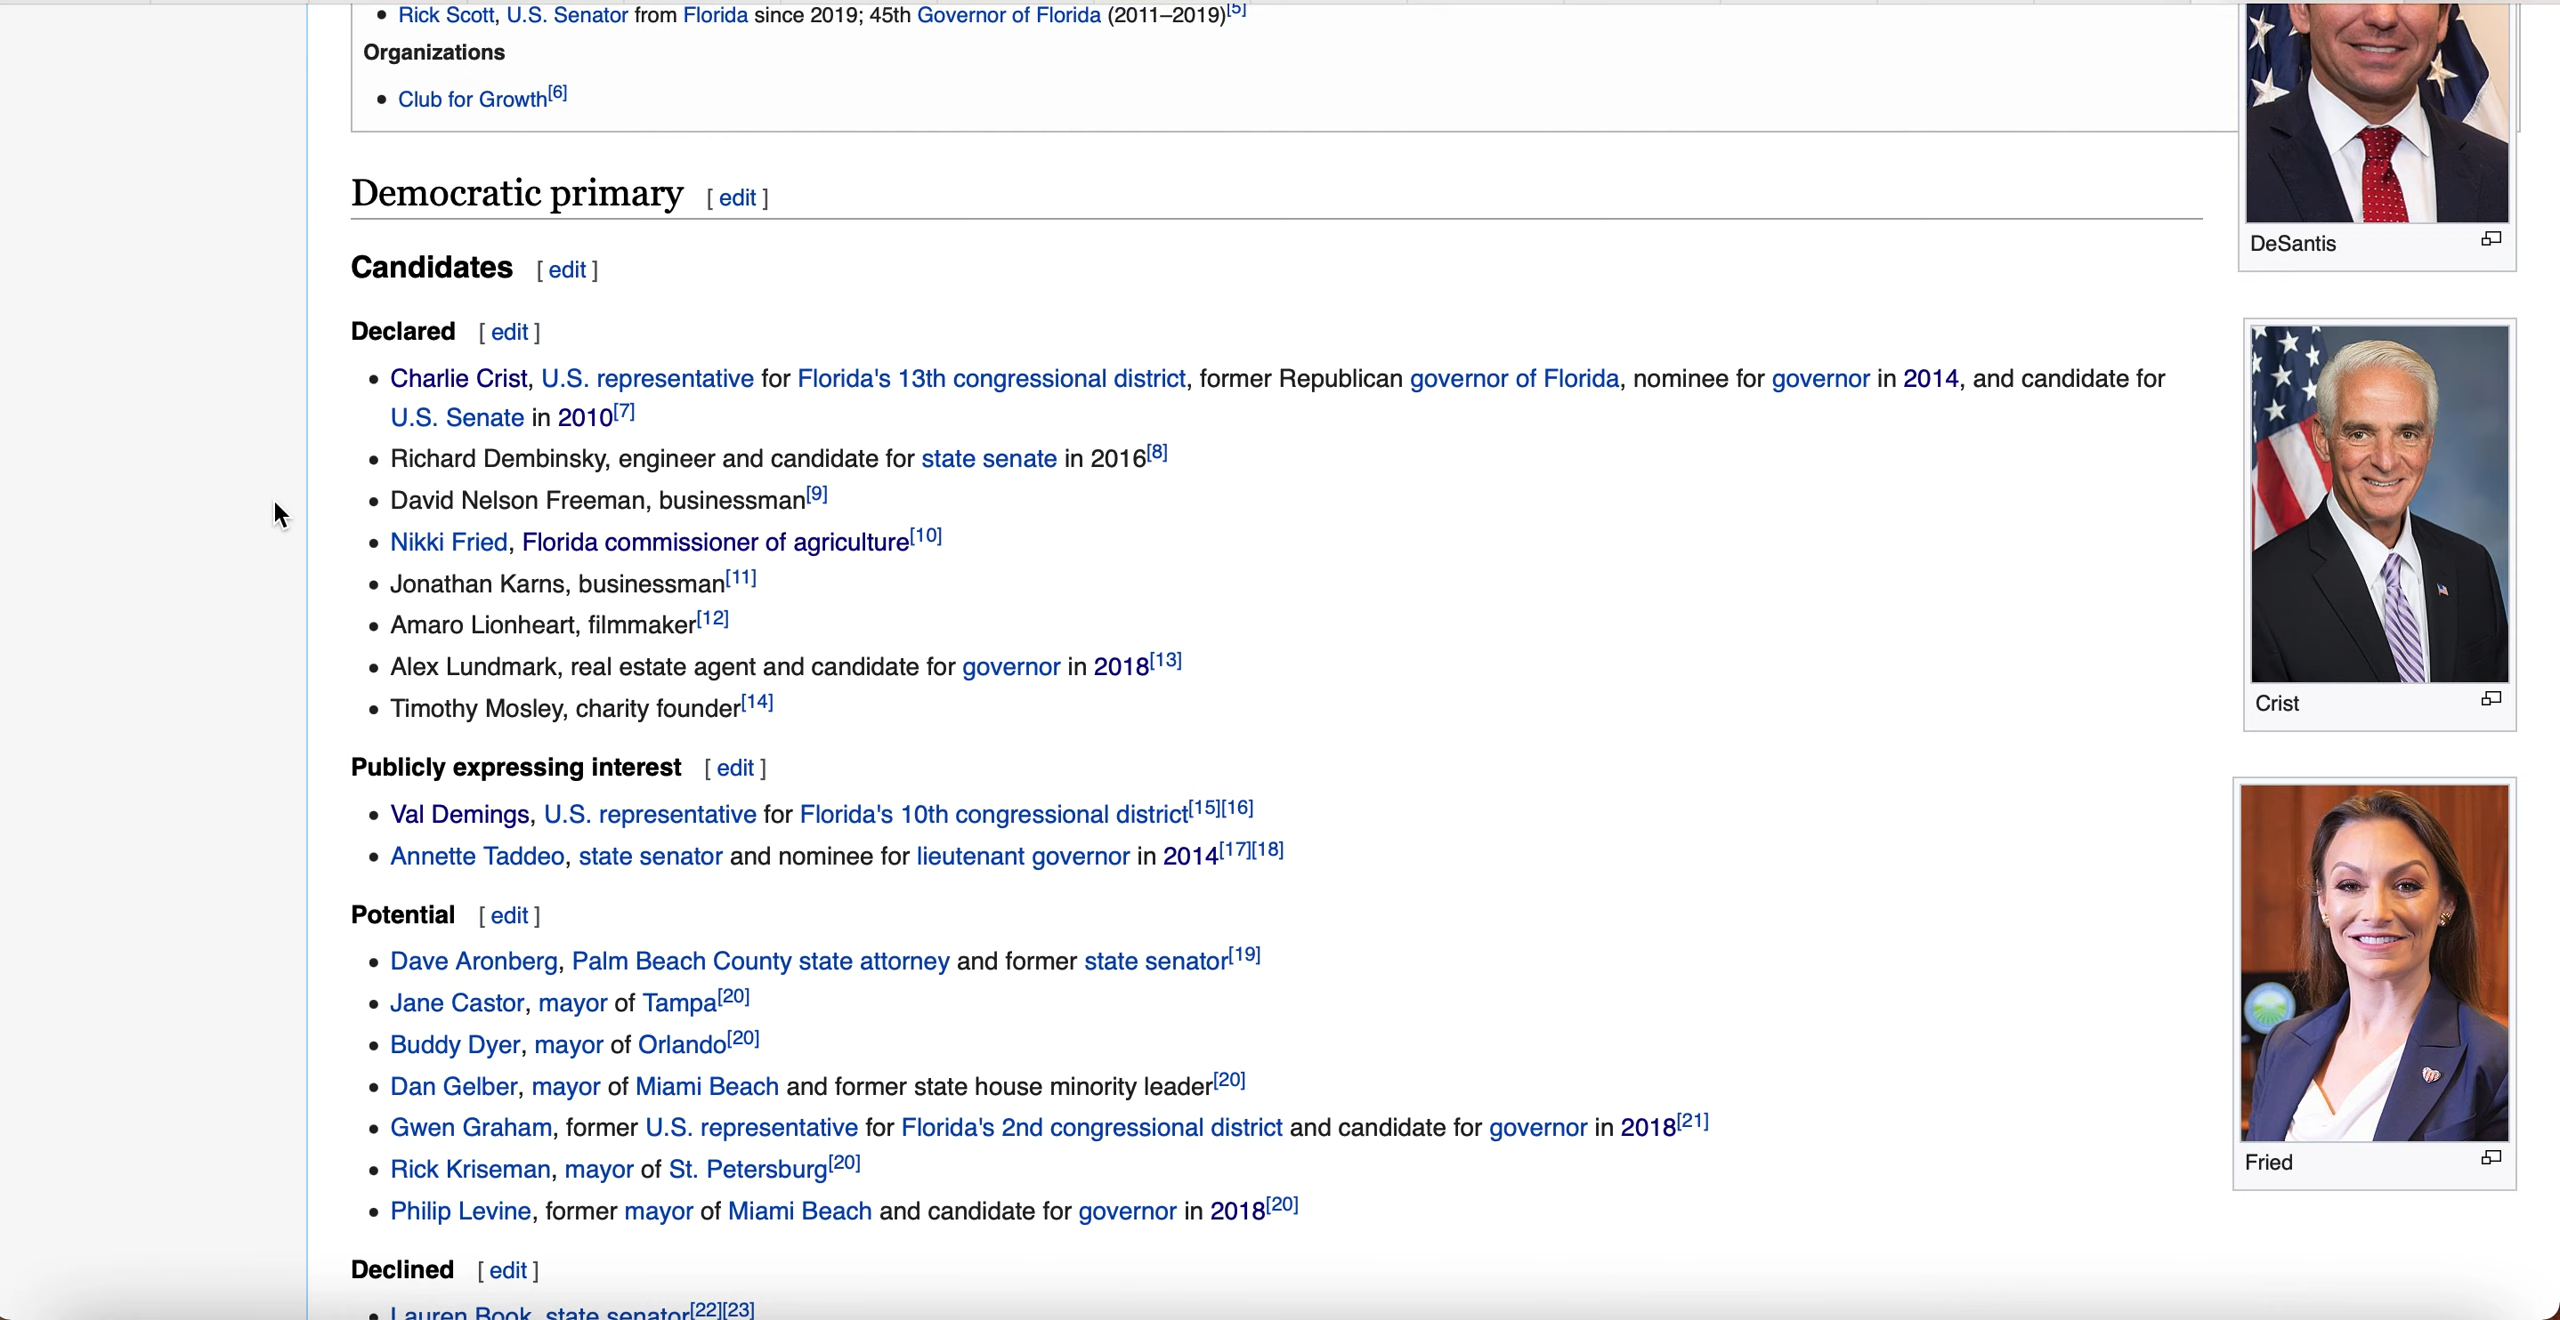 • Rick Scott, U.S. Senator from Florida since 2019; 45th Governor of Florida (2011–2019)[5]
Organizations
• Club for Growth[6]
Democratic primary [ edit ]
Candidates [ edit ]
Declared [ edit ]
• Charlie Crist, U.S. representative for Florida's 13th congressional district, former Republican governor of Florida, nominee for governor in 2014, and candidate for
U.S. Senate in 2010[7]
• Richard Dembinsky, engineer and candidate for state senate in 2016[8]
• David Nelson Freeman, businessman[9]
• Nikki Fried, Florida commissioner of agriculture[10]
• Jonathan Karns, businessman[11]
• Amaro Lionheart, filmmaker[12]
• Alex Lundmark, real estate agent and candidate for governor in 2018[13]
• Timothy Mosley, charity founder[14]
Publicly expressing interest [ edit ]
• Val Demings, U.S. representative for Florida's 10th congressional district[15][16]
• Annette Taddeo, state senator and nominee for lieutenant governor in 2014[17][18]
Potential [ edit ]
• Dave Aronberg, Palm Beach County state attorney and former state senator[19]
• Jane Castor, mayor of Tampa[20]
• Buddy Dyer, mayor of Orlando[20]
• Dan Gelber, mayor of Miami Beach and former state house minority leader[20]
• Gwen Graham, former U.S. representative for Florida's 2nd congressional district and candidate for governor in 2018[21]
• Rick Kriseman, mayor of St. Petersburg[20]
• Philip Levine, former mayor of Miami Beach and candidate for governor in 2018[20]
Declined [ edit ]
• Lauren Book, state senator[22][23]
DeSantis
Crist
Fried